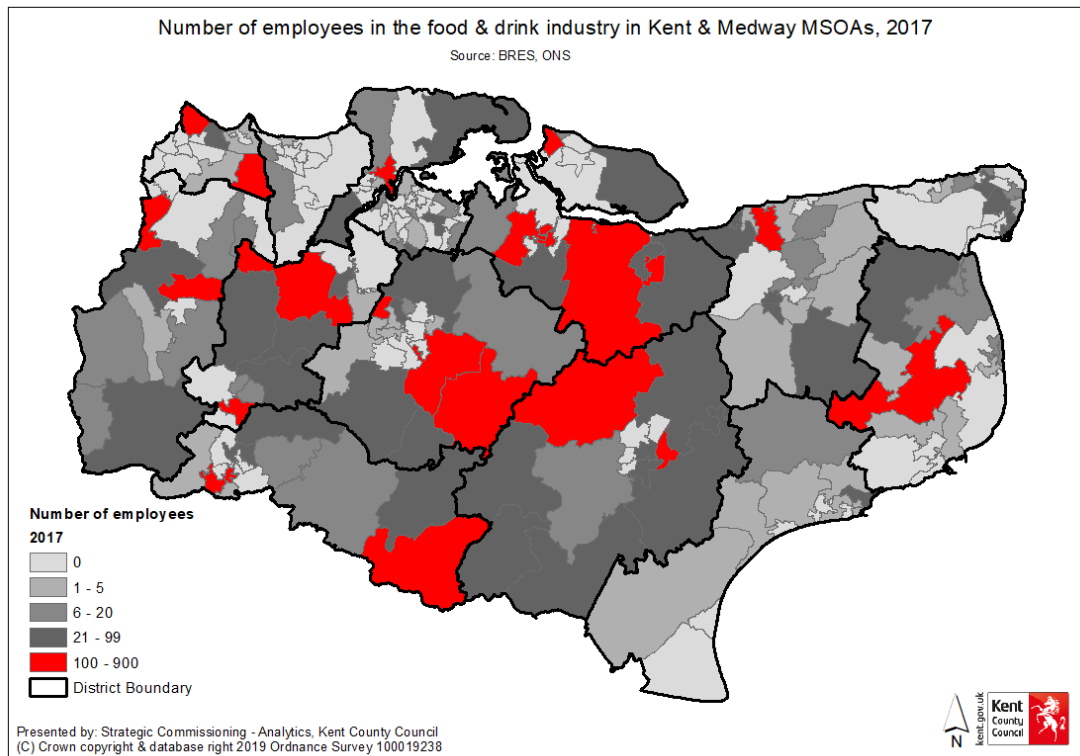 Number of employees in the food & drink industry in Kent & Medway MSOAs, 2017
Source: BRES, ONS
Number of employees
2017
0
1 - 5
6 - 20
21 - 99
100 - 900
District Boundary
Presented by: Strategic Commissioning - Analytics, Kent County Council
(C) Crown copyright & database right 2019 Ordnance Survey 100019238
N
kent.gov.uk
Kent
County
Council